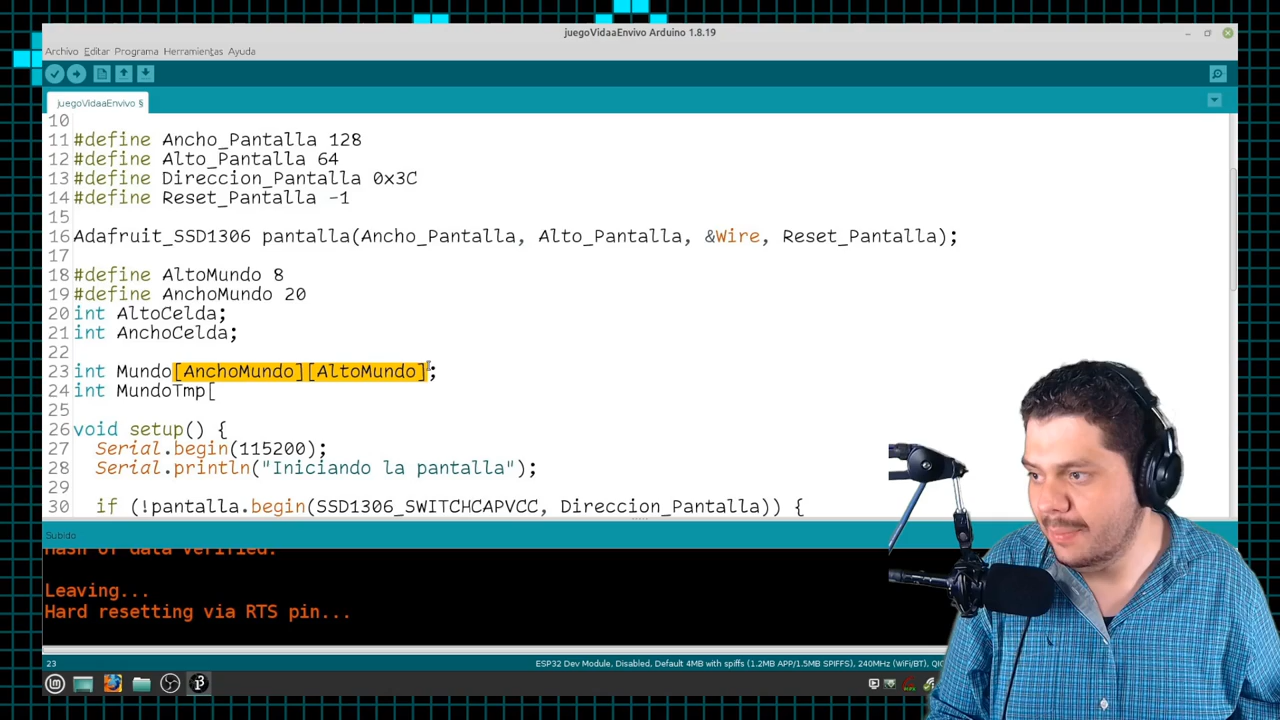 juegoVidaaEnvivo Arduino 1.8.19
Archivo Editar Programa Herramientas Ayuda
juegoVidaaEnvivo §
10
11 #define Ancho_Pantalla 128
12 #define Alto_Pantalla 64
13 #define Direccion_Pantalla 0x3C
14 #define Reset_Pantalla -1
15
16 Adafruit_SSD1306 pantalla(Ancho_Pantalla, Alto_Pantalla, &Wire, Reset_Pantalla);
17
18 #define AltoMundo 8
19 #define AnchoMundo 20
20 int AltoCelda;
21 int AnchoCelda;
22
23 int Mundo[AnchoMundo][AltoMundo];
24 int MundoTmp[
25
26 void setup() {
27 Serial.begin(115200);
28 Serial.println("Iniciando la pantalla");
29
30 if (!pantalla.begin(SSD1306_SWITCHCAPVCC, Direccion_Pantalla)) {
Subido
Hash of data verified.
Leaving...
Hard resetting via RTS pin...
23 ESP32 Dev Module, Disabled, Default 4MB with spiffs (1.2MB APP/1.5MB SPIFFS), 240MHz (WiFi/BT),